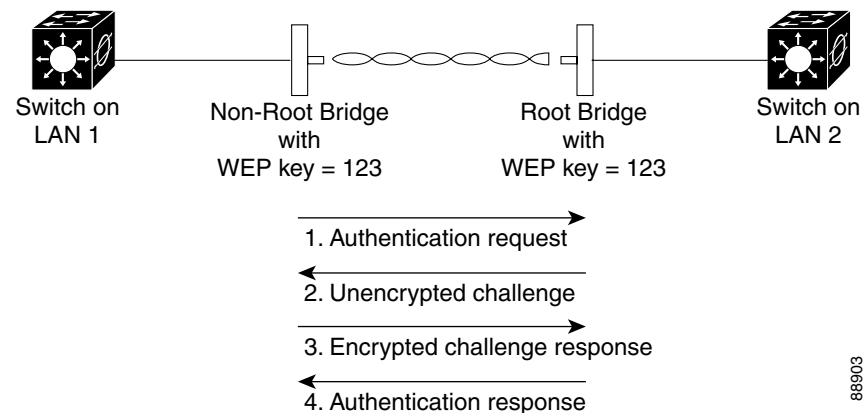 Switch on
LAN 1
Non-Root Bridge
with
WEP key = 123
Root Bridge
with
WEP key = 123
Switch on
LAN 2
1. Authentication request
2. Unencrypted challenge
3. Encrypted challenge response
4. Authentication response
88903